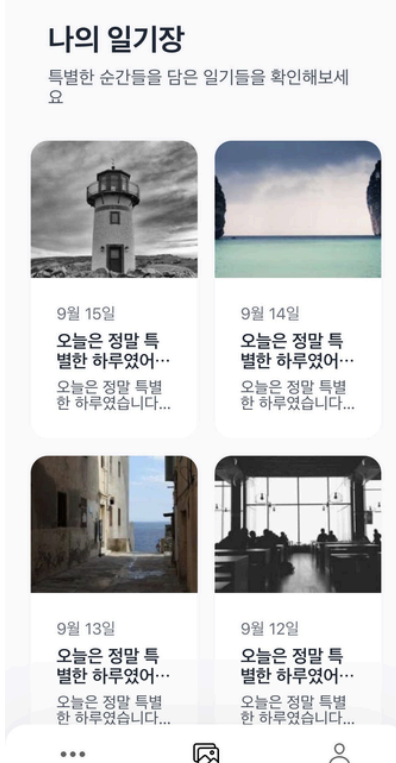 나의 일기장
특별한 순간들을 담은 일기들을 확인해보세
요
9월 15일
오늘은 정말 특
별한 하루였어…
오늘은 정말 특별
한 하루였습니다...
9월 14일
오늘은 정말 특
별한 하루였어…
오늘은 정말 특별
한 하루였습니다...
9월 13일
오늘은 정말 특
별한 하루였어…
오늘은 정말 특별
한 하루였습니다...
9월 12일
오늘은 정말 특
별한 하루였어…
오늘은 정말 특별
한 하루였습니다...